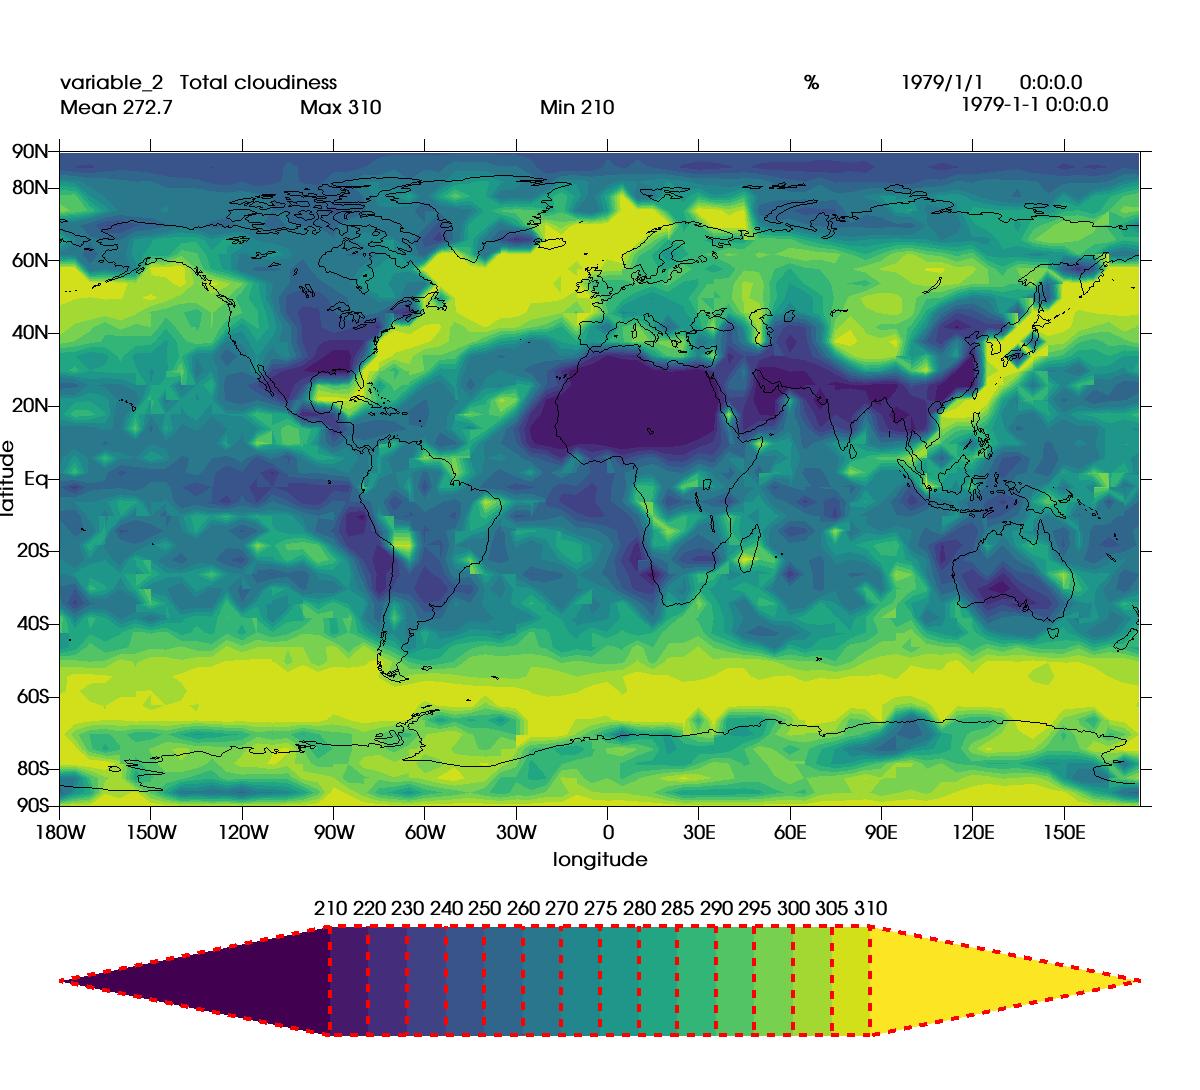 variable_2 Total cloudiness % 1979/1/1 0:0:0.0
Mean 272.7 Max 310 Min 210 1979-1-1 0:0:0.0
90N
80N
60N
40N
20N
Eq
20S
40S
60S
80S
90S
latitude
180W 150W 120W 90W 60W 30W 0 30E 60E 90E 120E 150E
longitude
210 220 230 240 250 260 270 275 280 285 290 295 300 305 310